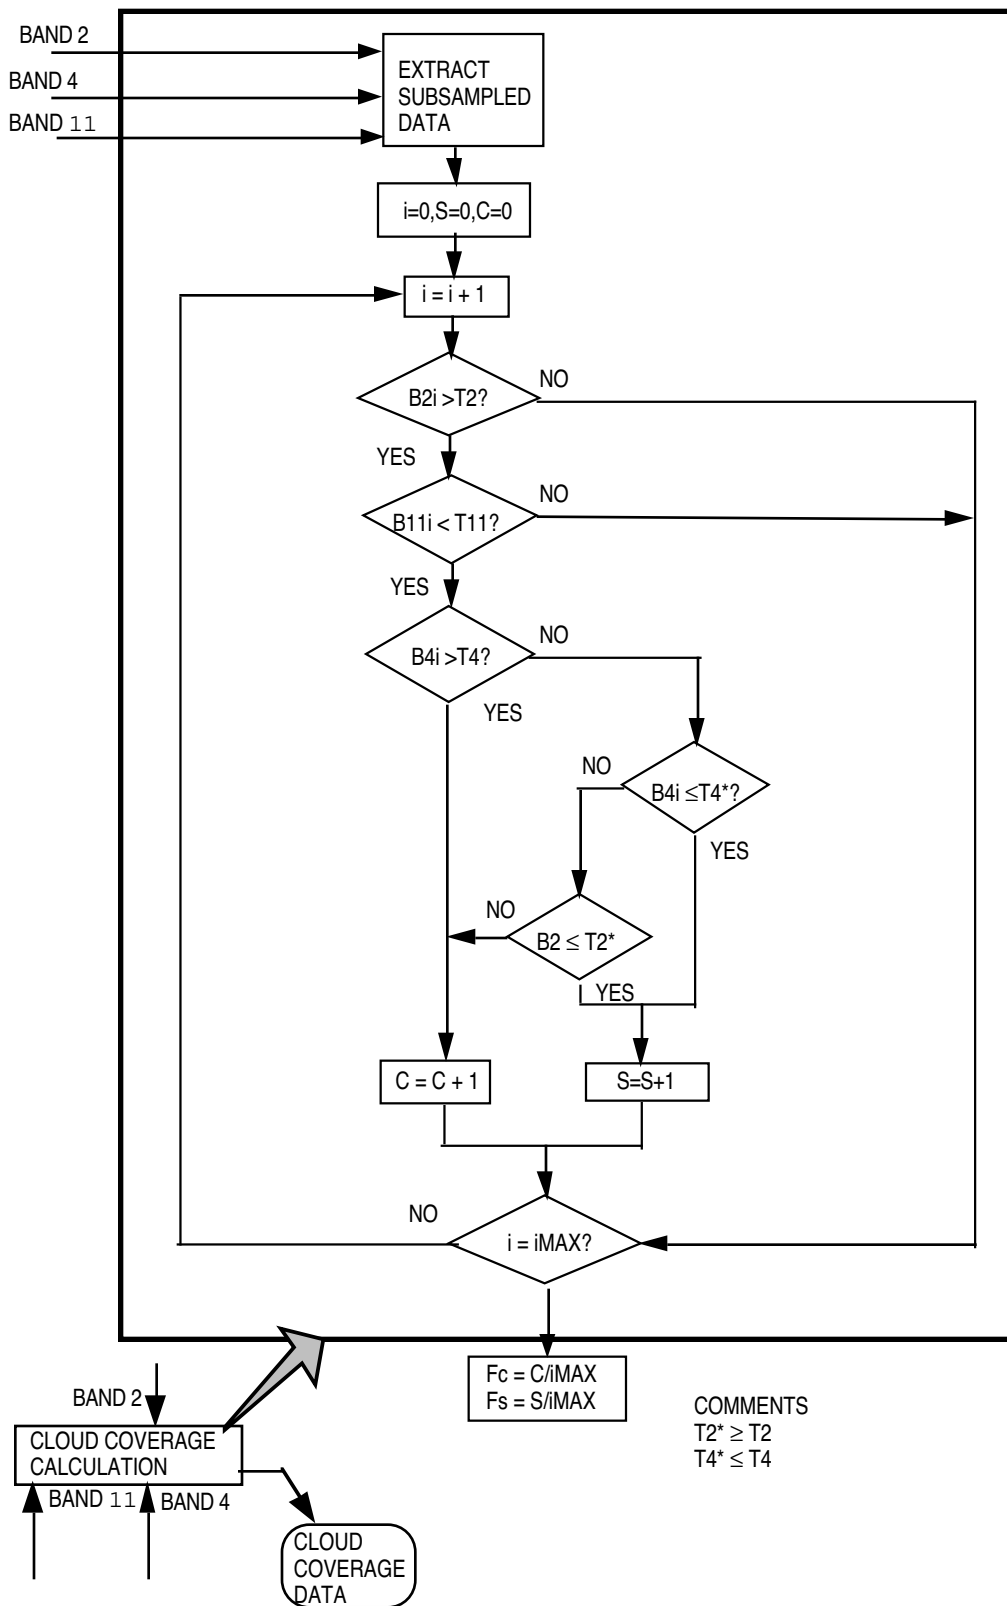 BAND 2
BAND 4
BAND 11
EXTRACT
SUBSAMPLED
DATA
i=0,S=0,C=0
i = i + 1
B2i >T2?
NO
YES
B11i < T11?
NO
YES
B4i >T4?
NO
YES
B4i ≤T4*?
NO
YES
B2 ≤ T2*
NO
YES
C = C + 1
S=S+1
i = iMAX?
NO
Fc = C/iMAX
Fs = S/iMAX
COMMENTS
T2* ≥ T2
T4* ≤ T4
BAND 2
CLOUD COVERAGE
CALCULATION
BAND 11
BAND 4
CLOUD
COVERAGE
DATA